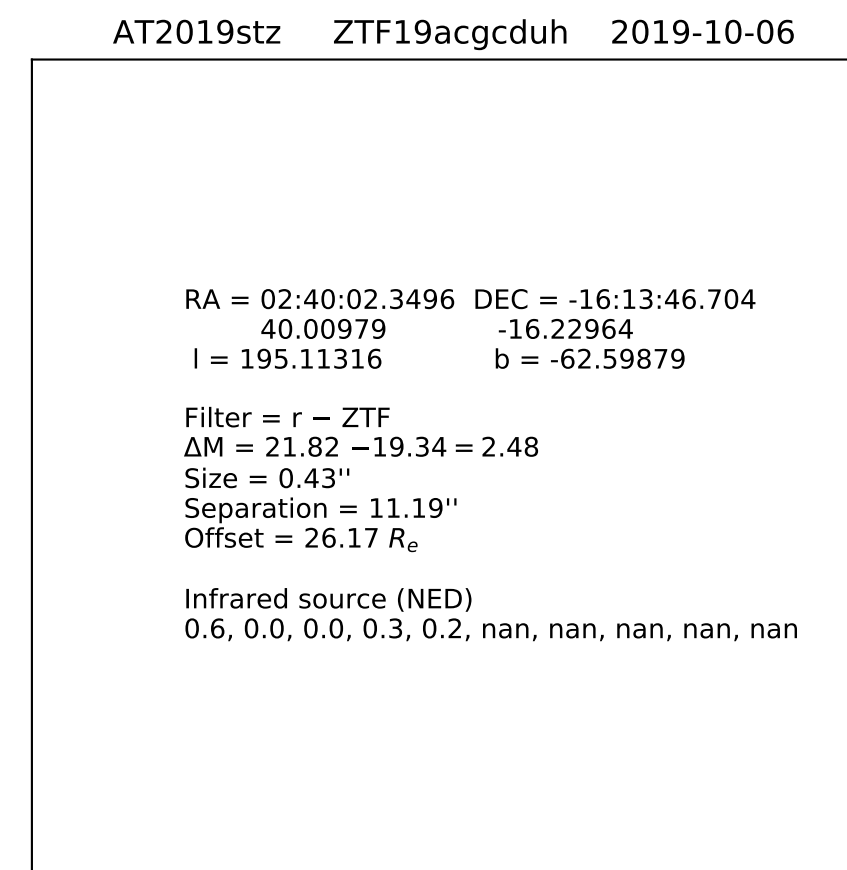 AT2019stz ZTF19acgcduh 2019-10-06
RA = 02:40:02.3496 DEC = -16:13:46.704
40.00979 -16.22964
l = 195.11316 b = -62.59879
Filter = r − ZTF
ΔM = 21.82 −19.34 = 2.48
Size = 0.43''
Separation = 11.19''
Offset = 26.17 Re
Infrared source (NED)
0.6, 0.0, 0.0, 0.3, 0.2, nan, nan, nan, nan, nan